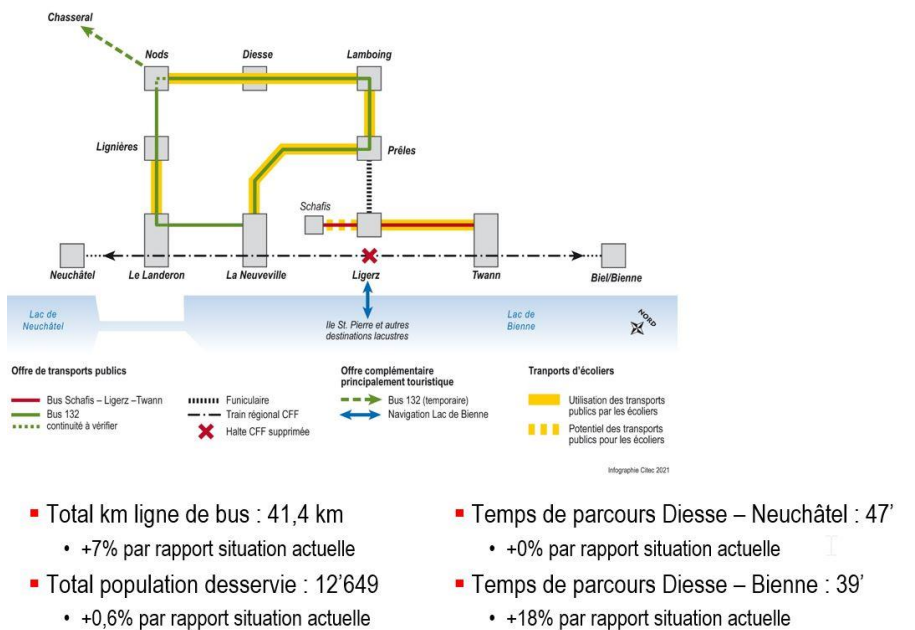 Chasseral
Nods
Diesse
Lamboing
Lignières
Prêles
Schafis
Neuchâtel
Le Landeron
La Neuveville
Ligerz
Twann
Biel/Bienne
Lac de
Neuchâtel
Ile St. Pierre et autres
destinations lacustres
Lac de
Bienne
NORD
Offre de transports publics
Bus Schafis – Ligerz –Twann
Bus 132
continuité à vérifier
Funiculaire
Train régional CFF
Halte CFF supprimée
Offre complémentaire
principalement touristique
Bus 132 (temporaire)
Navigation Lac de Bienne
Tranports d'écoliers
Utilisation des transports
publics par les écoliers
Potentiel des transports
publics pour les écoliers
Infographie Citec 2021
Total km ligne de bus : 41,4 km
+7% par rapport situation actuelle
Total population desservie : 12'649
+0,6% par rapport situation actuelle
Temps de parcours Diesse – Neuchâtel : 47'
+0% par rapport situation actuelle
Temps de parcours Diesse – Bienne : 39'
+18% par rapport situation actuelle